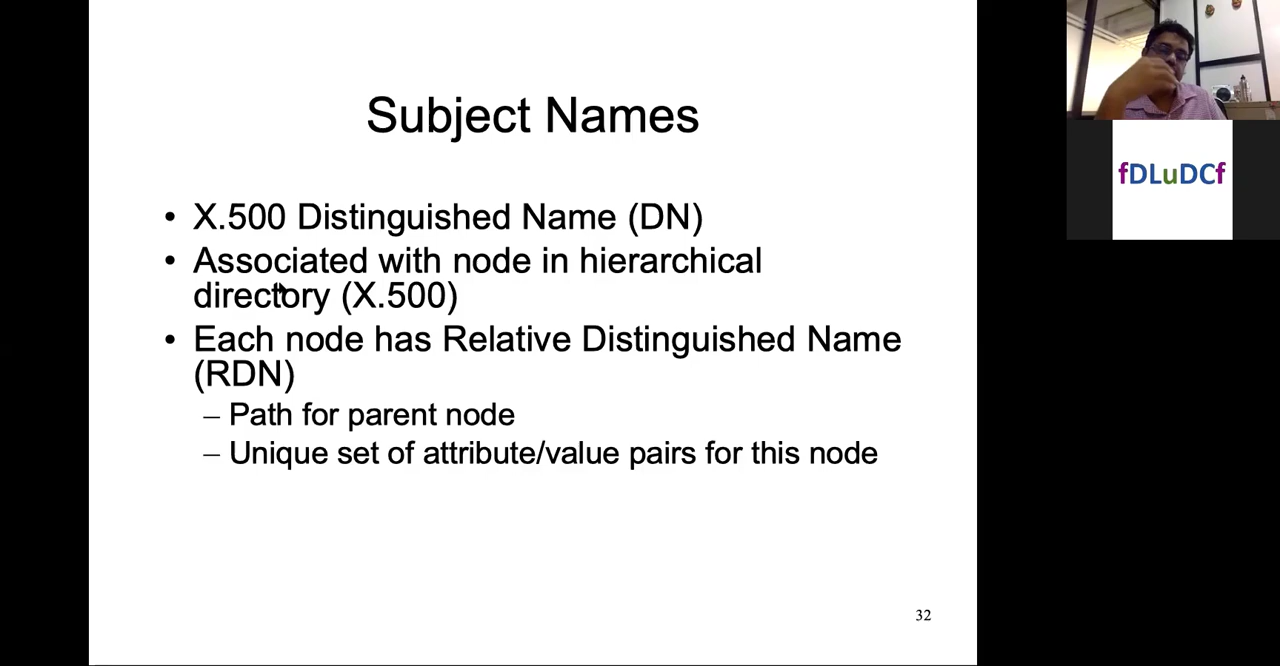 Subject Names
• X.500 Distinguished Name (DN)
• Associated with node in hierarchical
directory (X.500)
• Each node has Relative Distinguished Name
(RDN)
– Path for parent node
– Unique set of attribute/value pairs for this node
32
fDLuDCf